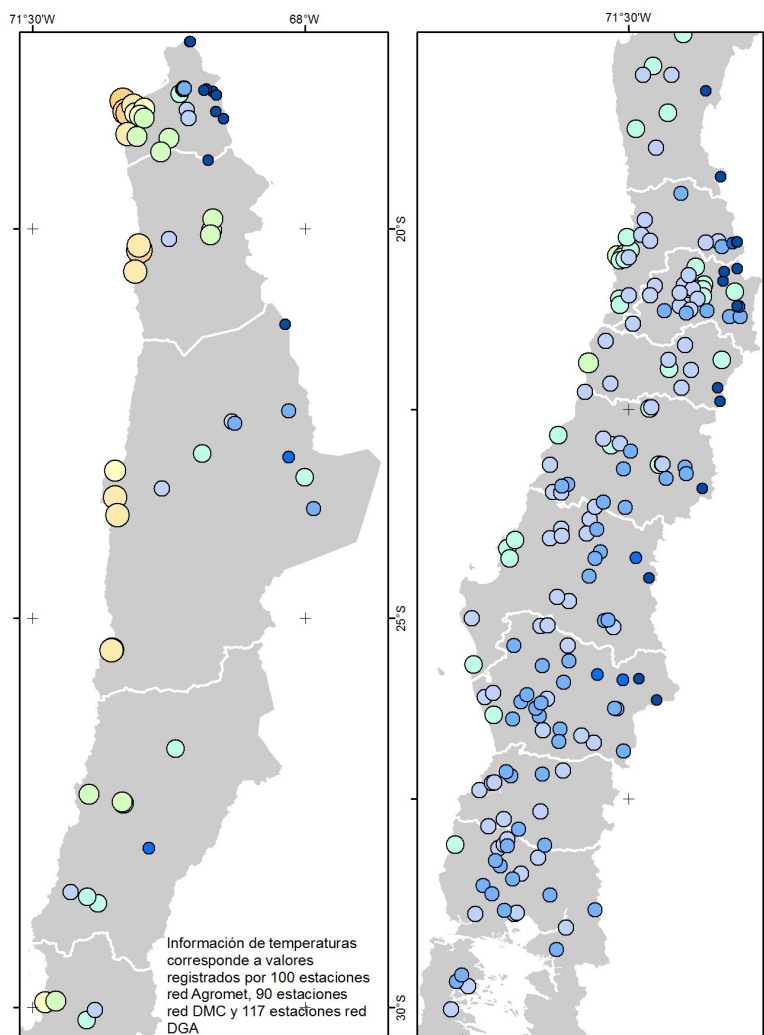 71°30'W
68°W
71°30'W
20°S
25°S
30°S
Información de temperaturas
corresponde a valores
registrados por 100 estaciones
red Agromet, 90 estaciones
red DMC y 117 estaciones red
DGA